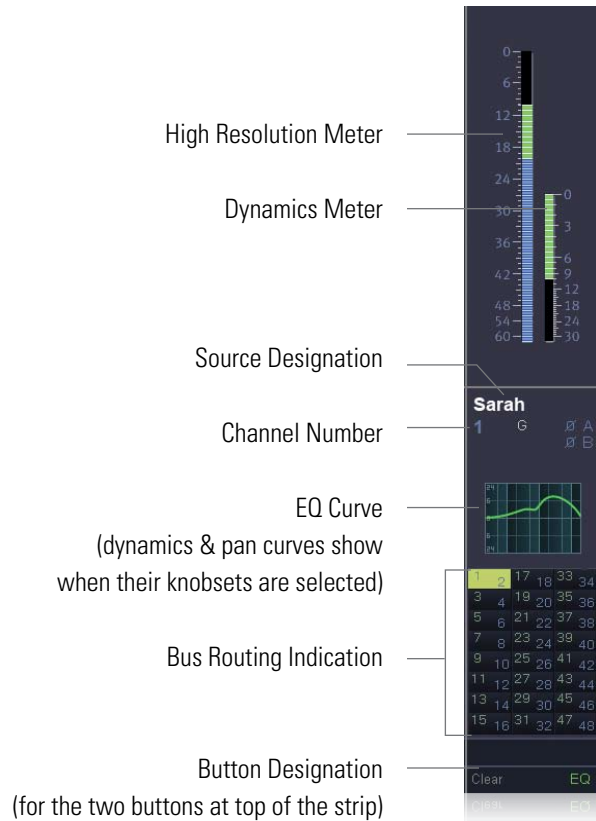 0
6
12
High Resolution Meter
18
24
Dynamics Meter
0
30
3
36
6
42
9
12
48
18
54
24
60
30
Source Designation
Sarah
Channel Number
1 G Ø A
Ø B
24
6
EQ Curve
0
(dynamics & pan curves show
6
24
when their knobsets are selected)
1 2 17 18 33 34
3 4 19 20 35 36
5 6 21 22 37 38
7 8 23 24 39 40
Bus Routing Indication
9 10 25 26 41 42
11 12 27 28 43 44
13 14 29 30 45 46
15 16 31 32 47 48
Button Designation
Clear EQ
(for the two buttons at top of the strip)